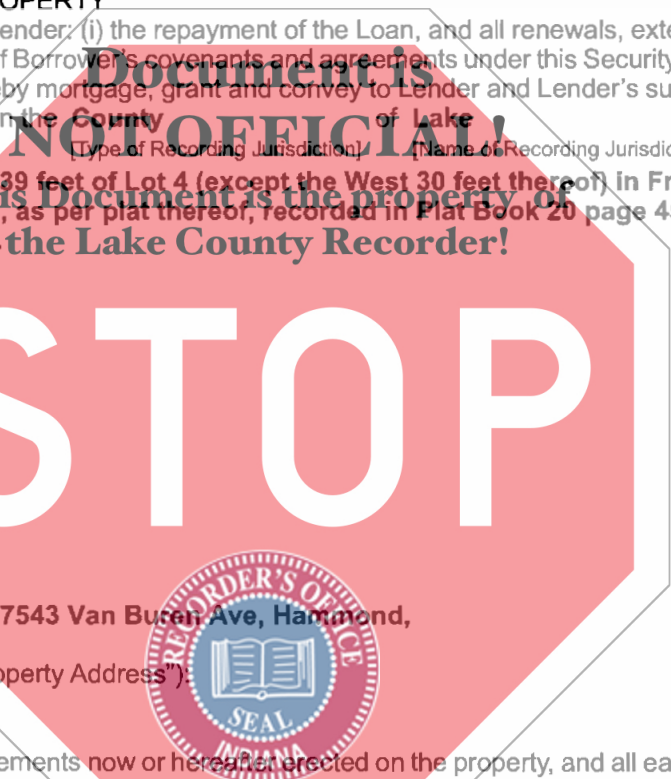 OPERTY
ender: (i) the repayment of the Loan, and all renewals, exte
f Borrower's covenants and agreements under this Security
by mortgage, grant and convey to Lender and Lender's su
n the County of Lake
[Type of Recording Jurisdiction] [Name of Recording Jurisdic
39 feet of Lot 4 (except the West 30 feet thereof) in Fr
, as per plat thereof, recorded in Plat Book 20 page 4
Document is
NOT OFFICIAL!
is Document is the property of
the Lake County Recorder!
STOP
7543 Van Buren Ave, Hammond,
operty Address"):
RECORDER'S OFFICE
SEAL
INDIANA
ements now or hereafter erected on the property, and all ea